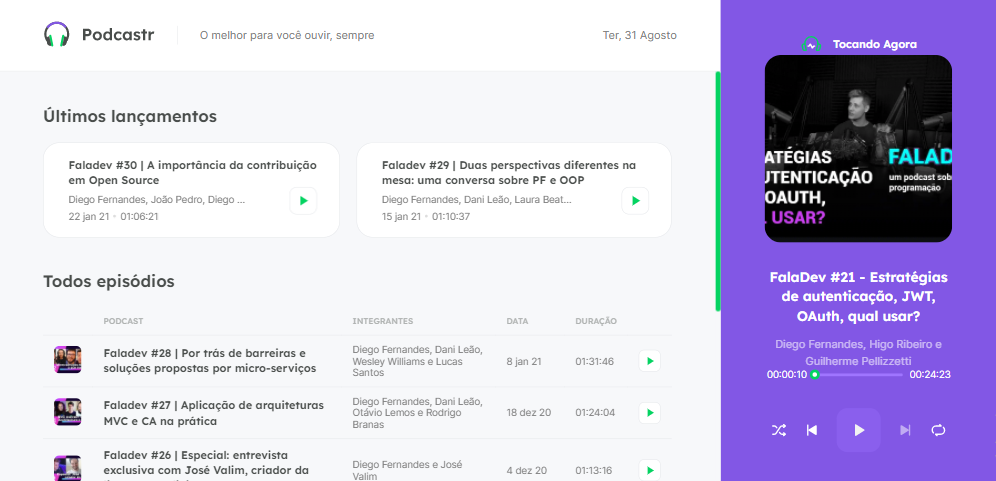 Podcastr
O melhor para você ouvir, sempre
Ter, 31 Agosto
Últimos lançamentos
Faladev #30 | A importância da contribuição
em Open Source
Diego Fernandes, João Pedro, Diego ...
22 jan 21 • 01:06:21
Faladev #29 | Duas perspectivas diferentes na
mesa: uma conversa sobre PF e OOP
Diego Fernandes, Dani Leão, Laura Beat...
15 jan 21 • 01:10:37
Todos episódios
PODCAST INTEGRANTES DATA DURAÇÃO
Faladev #28 | Por trás de barreiras e
soluções propostas por micro-serviços
Diego Fernandes, Dani Leão,
Wesley Williams e Lucas
Santos
8 jan 21
01:31:46
Faladev #27 | Aplicação de arquiteturas
MVC e CA na prática
Diego Fernandes, Dani Leão,
Otávio Lemos e Rodrigo
Branas
18 dez 20
01:24:04
Faladev #26 | Especial: entrevista
exclusiva com José Valim, criador da
Diego Fernandes e José
Valim
4 dez 20
01:13:16
Tocando Agora
ATÉGIAS
UTENTICAÇÃO
OAUTH,
USAR?
FALAD
um podcast sob
programação
FalaDev #21 - Estratégias
de autenticação, JWT,
OAuth, qual usar?
Diego Fernandes, Higo Ribeiro e
Guilherme Pellizzetti
00:00:10
00:24:23